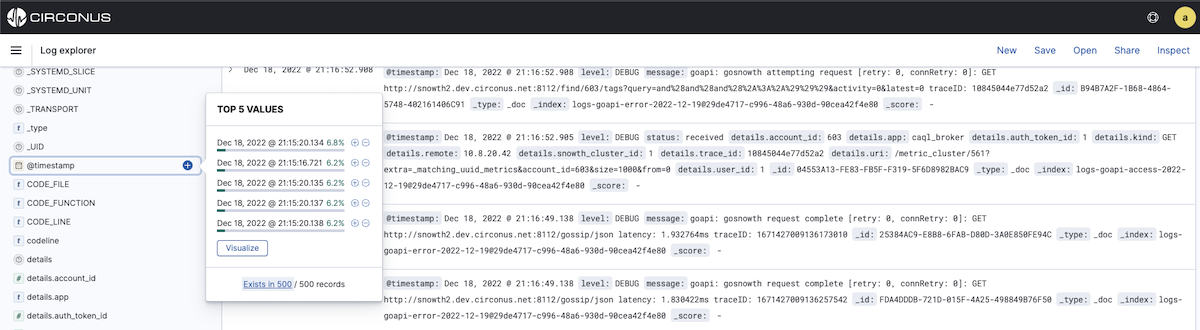 CIRCONUS
a
Log explorer
New Save Open Share Inspect
_SYSTEMD_SLICE
_SYSTEMD_UNIT
_TRANSPORT
t _type
_UID
@timestamp
t CODE_FILE
t CODE_FUNCTION
t CODE_LINE
t codeline
details
# details.account_id
t details.app
# details.auth_token_id
TOP 5 VALUES
Dec 18, 2022 @ 21:15:20.134 6.8%
Dec 18, 2022 @ 21:15:16.721 6.2%
Dec 18, 2022 @ 21:15:20.135 6.2%
Dec 18, 2022 @ 21:15:20.137 6.2%
Dec 18, 2022 @ 21:15:20.138 6.2%
Visualize
Exists in 500 / 500 records
Dec 18, 2022 @ 21:16:52.908 @timestamp: Dec 18, 2022 @ 21:16:52.908 level: DEBUG message: goapi: gosnowth attempting request [retry: 0, connRetry: 0]: GET
http://snowth2.dev.circonus.net:8112/find/603/tags?query=and%28and%28and%28%2A%3A%2A%29%29%29&activity=0&latest=0 traceID: 10845044e77d52a2 _id: B94B7A2F-1B68-4864-
5748-402161406C91 _type: _doc _index: logs-goapi-error-2022-12-19@29de4717-c996-48a6-930d-90cea42f4e80 _score: -
@timestamp: Dec 18, 2022 @ 21:16:52.905 level: DEBUG status: received details.account_id: 603 details.app: caql_broker details.auth_token_id: 1 details.kind: GET
details.remote: 10.8.20.42 details.snowth_cluster_id: 1 details.trace_id: 10845044e77d52a2 details.uri: /metric_cluster/561?
extra=_matching_uuid_metrics&account_id=603&size=1000&from=0 details.user_id: 1 _id: 04553A13-FE83-FB5F-F319-5F6D8982BAC9 _type: _doc _index: logs-goapi-access-2022-
12-19@29de4717-c996-48a6-930d-90cea42f4e80 _score: -
@timestamp: Dec 18, 2022 @ 21:16:49.138 level: DEBUG message: goapi: gosnowth request complete [retry: 0, connRetry: 0]: GET
http://snowth2.dev.circonus.net:8112/gossip/json latency: 1.932764ms traceID: 1671427009136173010 _id: 25384AC9-E8B8-6FAB-D80D-3A0E850FE94C _type: _doc _index: logs-
goapi-error-2022-12-19@29de4717-c996-48a6-930d-90cea42f4e80 _score: -
@timestamp: Dec 18, 2022 @ 21:16:49.138 level: DEBUG message: goapi: gosnowth request complete [retry: 0, connRetry: 0]: GET
http://snowth2.dev.circonus.net:8112/gossip/json latency: 1.830422ms traceID: 1671427009136257542 _id: FDA4DDDB-721D-015F-4A25-498849B76F50 _type: _doc _index: logs-
goapi-error-2022-12-19@29de4717-c996-48a6-930d-90cea42f4e80 _score: -